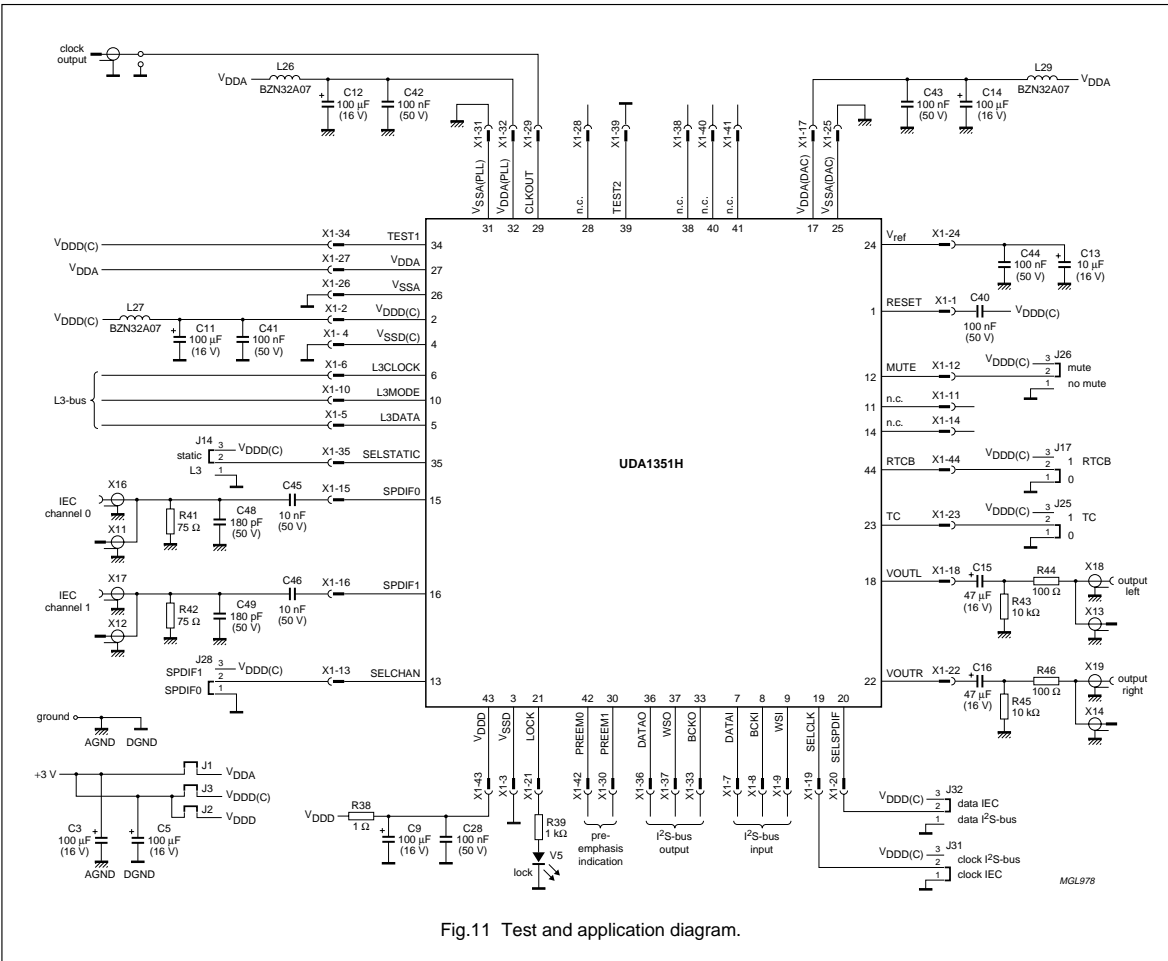 clock
output
VDDA
L26
BZN32A07
+ C12
100 µF
(16 V)
C42
100 nF
(50 V)
X1-31
X1-32
X1-29
X1-28
X1-39
X1-38
X1-40
X1-41
X1-17
X1-25
C43
100 nF
(50 V)
+ C14
100 µF
(16 V)
L29
BZN32A07
VDDA
VSSA(PLL)
VDDA(PLL)
CLKOUT
n.c.
TEST2
n.c.
n.c.
n.c.
VDDA(DAC)
VSSA(DAC)
31 32 29 28 39 38 40 41 17 25
VDDD(C) X1-34 TEST1 34
VDDA X1-27 VDDA 27
X1-26 VSSA 26
VDDD(C) L27 BZN32A07 X1-2 VDDD(C) 2
+ C11
100 µF
(16 V)
C41
100 nF
(50 V)
X1- 4 VSSD(C) 4
X1-6 L3CLOCK 6
L3-bus X1-10 L3MODE 10
X1-5 L3DATA 5
J14
static
L3
3 VDDD(C)
2
1
X1-35 SELSTATIC 35
IEC
channel 0
X16
X11
R41
75 Ω
C48
180 pF
(50 V)
C45
10 nF
(50 V)
X1-15 SPDIF0 15
IEC
channel 1
X17
X12
R42
75 Ω
C49
180 pF
(50 V)
C46
10 nF
(50 V)
X1-16 SPDIF1 16
J28
SPDIF1
SPDIF0
3 VDDD(C)
2
1
X1-13 SELCHAN 13
UDA1351H
24 Vref X1-24
C44
100 nF
(50 V)
+ C13
10 µF
(16 V)
1 RESET X1-1 C40
100 nF
(50 V)
VDDD(C)
12 MUTE X1-12
VDDD(C) 3 J26
2 mute
1 no mute
11 n.c. X1-11
14 n.c. X1-14
44 RTCB X1-44
VDDD(C) 3 J17
2 1 RTCB
1 0
23 TC X1-23
VDDD(C) 3 J25
2 1 TC
1 0
18 VOUTL X1-18 + C15
47 µF
(16 V)
R43
10 kΩ
R44
100 Ω
X18
X13
output
left
22 VOUTR X1-22 + C16
47 µF
(16 V)
R45
10 kΩ
R46
100 Ω
X19
X14
output
right
43 3 21 42 30 36 37 33 7 8 9 19 20
VDDD
VSSD
LOCK
PREEM0
PREEM1
DATAO
WSO
BCKO
DATAI
BCKI
WSI
SELCLK
SELSPDIF
X1-43
X1-3
X1-21
X1-42
X1-30
X1-36
X1-37
X1-33
X1-7
X1-8
X1-9
X1-19
X1-20
ground
AGND DGND
+3 V
J1 VDDA
J3 VDDD(C)
J2 VDDD
C3 +
100 µF
(16 V)
C5 +
100 µF
(16 V)
AGND DGND
VDDD
R38
1 Ω
+ C9
100 µF
(16 V)
C28
100 nF
(50 V)
R39
1 kΩ
V5
lock
pre-
emphasis
indication
I2S-bus
output
I2S-bus
input
VDDD(C) 3 J32
2 data IEC
1 data I2S-bus
J31
VDDD(C) 3
2 clock I2S-bus
1 clock IEC
MGL978
Fig.11 Test and application diagram.